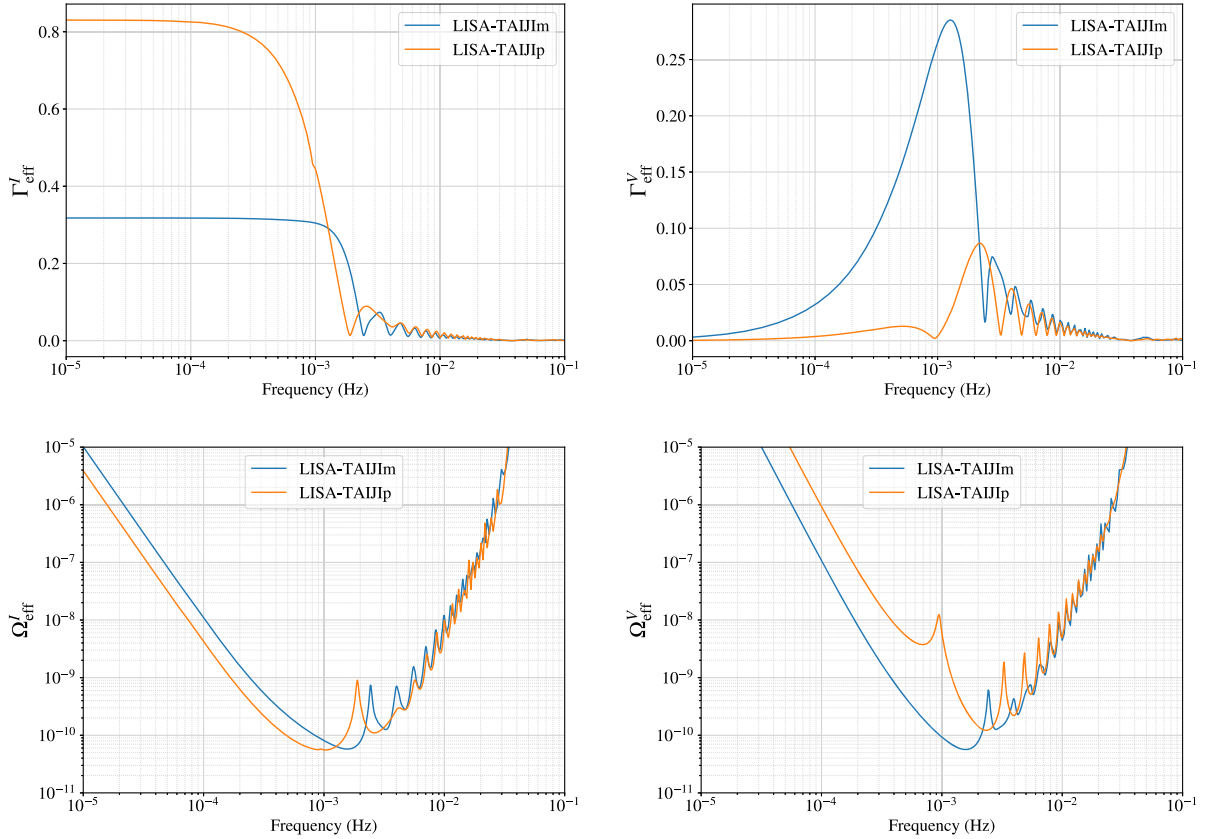 LISA-TAIJIm
LISA-TAIJIp
Γ^I_eff
0.8
0.6
0.4
0.2
0.0
10^−5
10^−4
10^−3
10^−2
10^−1
Frequency (Hz)
LISA-TAIJIm
LISA-TAIJIp
Γ^V_eff
0.25
0.20
0.15
0.10
0.05
0.00
10^−5
10^−4
10^−3
10^−2
10^−1
Frequency (Hz)
LISA-TAIJIm
LISA-TAIJIp
Ω^I_eff
10^−5
10^−6
10^−7
10^−8
10^−9
10^−10
10^−11
10^−5
10^−4
10^−3
10^−2
10^−1
Frequency (Hz)
LISA-TAIJIm
LISA-TAIJIp
Ω^V_eff
10^−5
10^−6
10^−7
10^−8
10^−9
10^−10
10^−11
10^−5
10^−4
10^−3
10^−2
10^−1
Frequency (Hz)